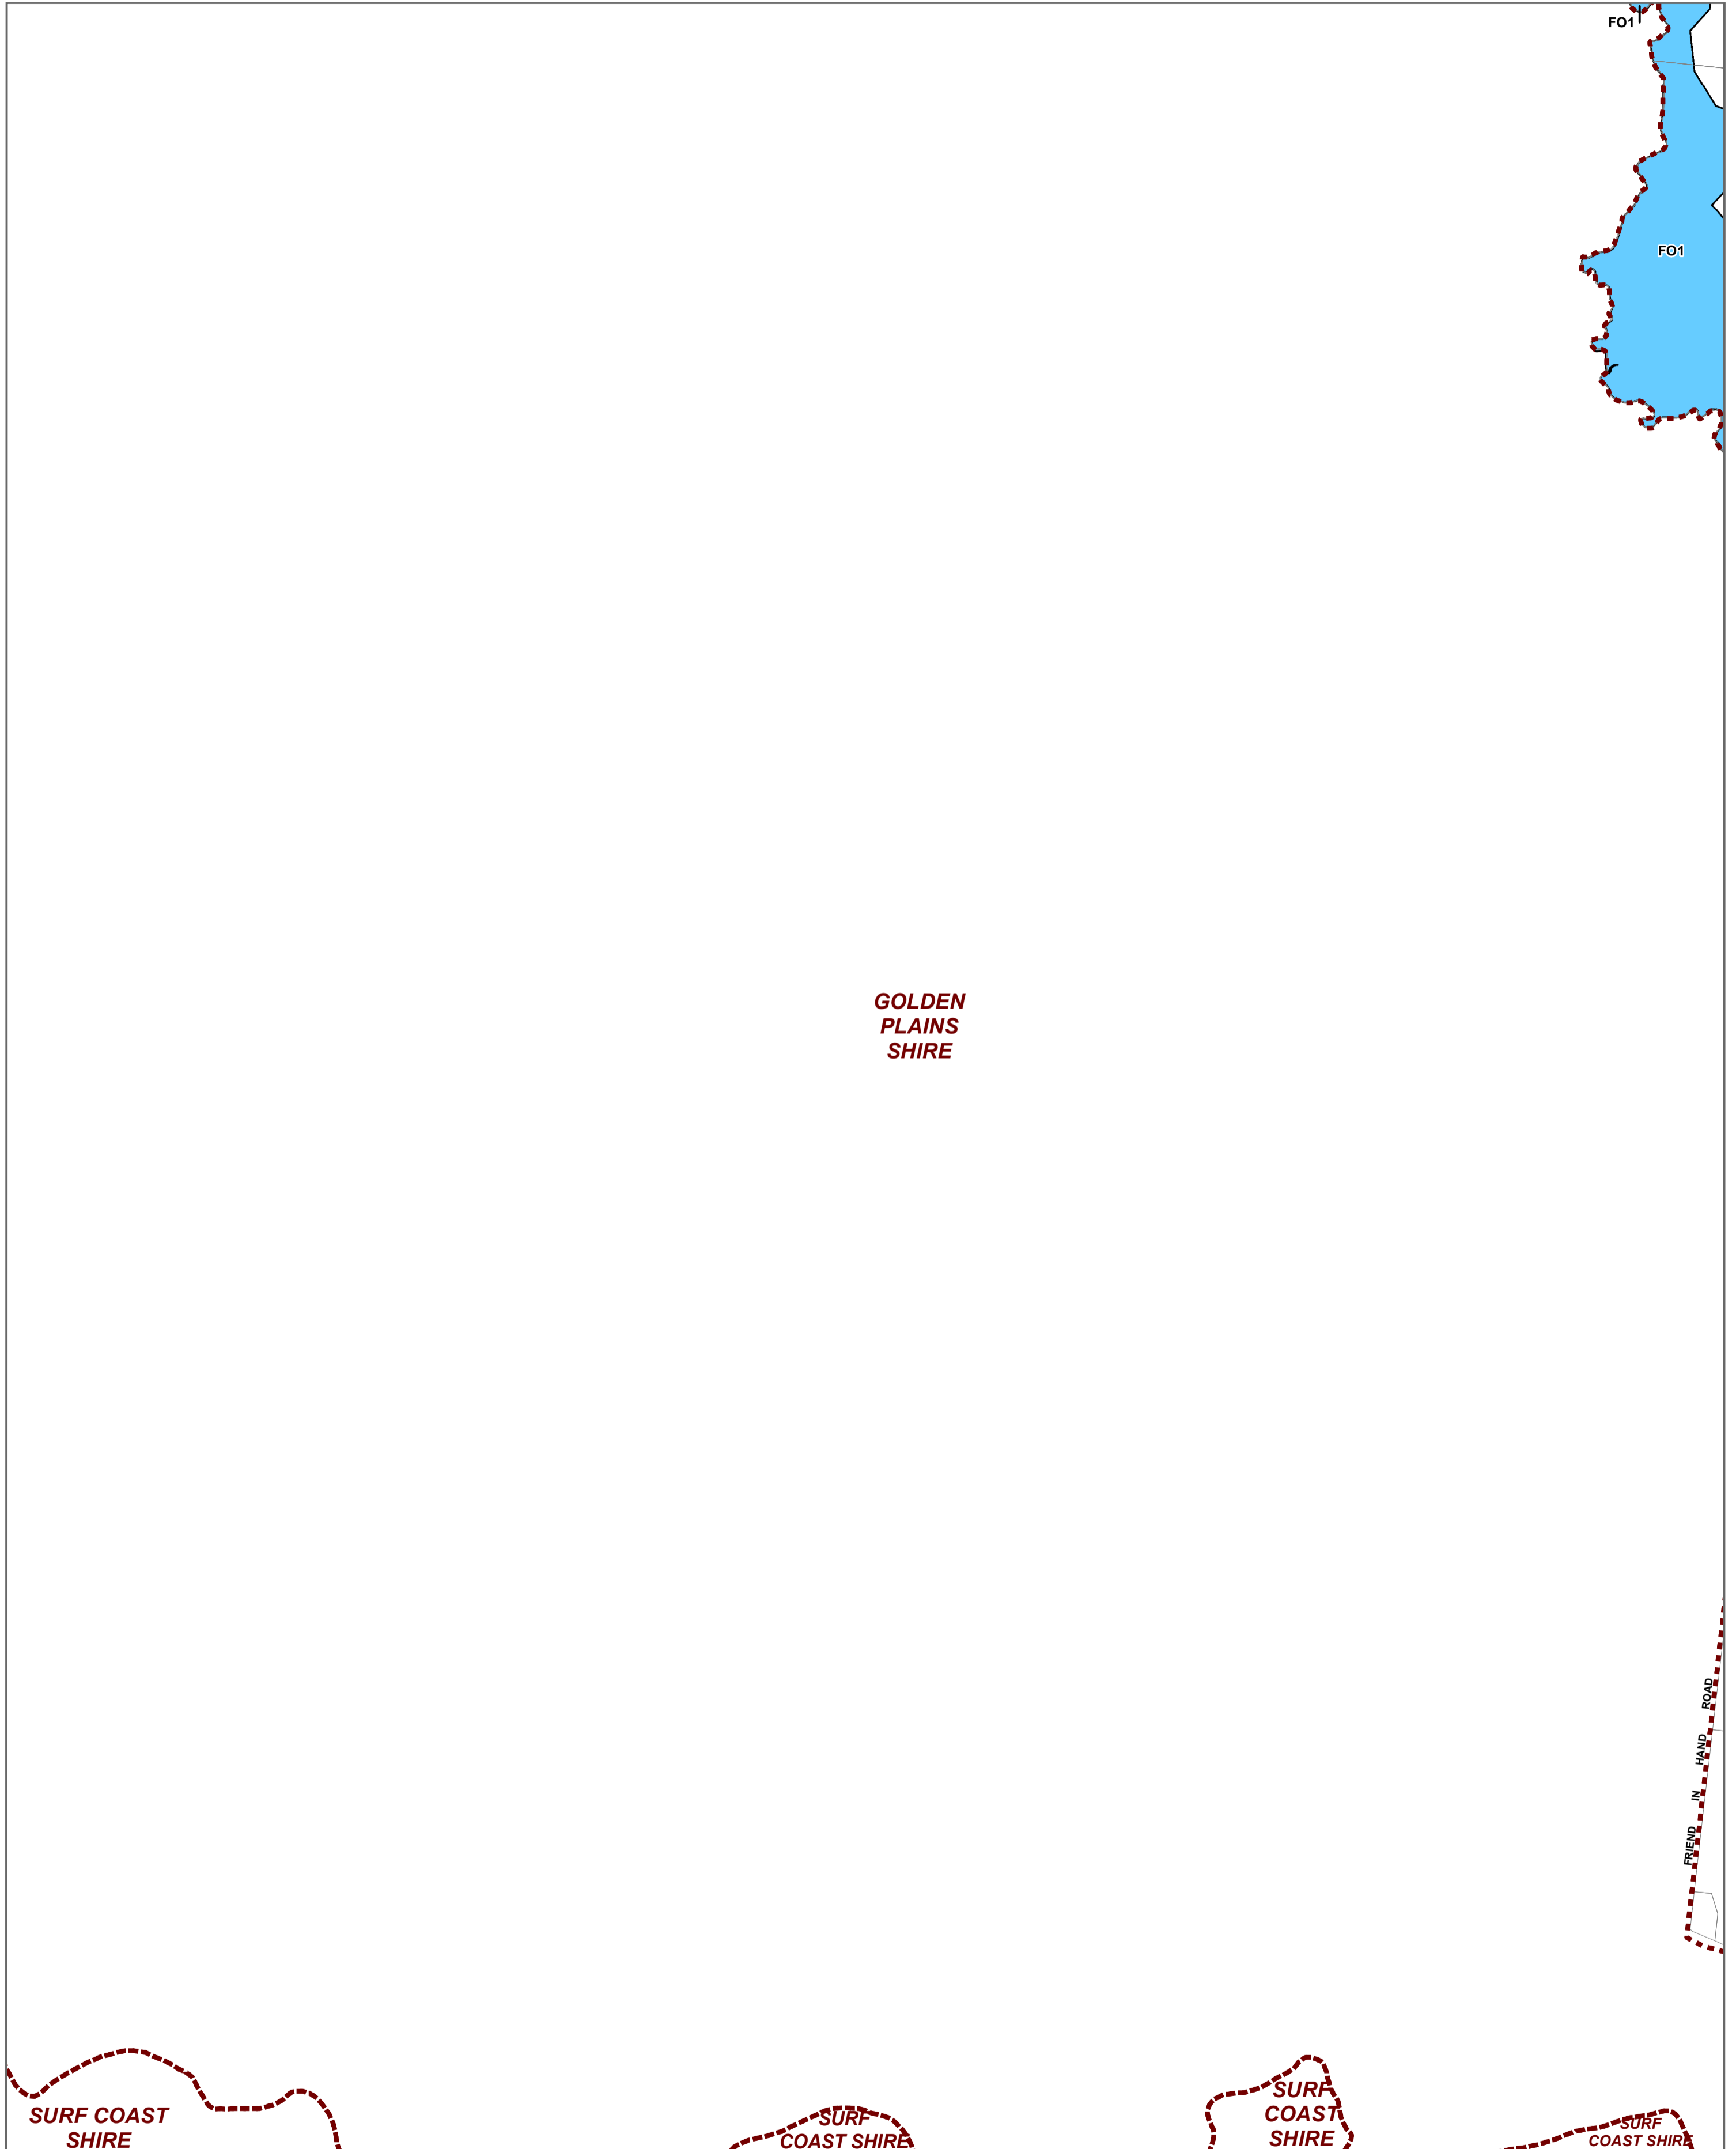 FO1
FO1
GOLDEN
PLAINS
SHIRE
FRIEND IN HAND ROAD
SURF COAST
SHIRE
SURF
COAST SHIRE
SURF
COAST
SHIRE
SURF
COAST SHIRE